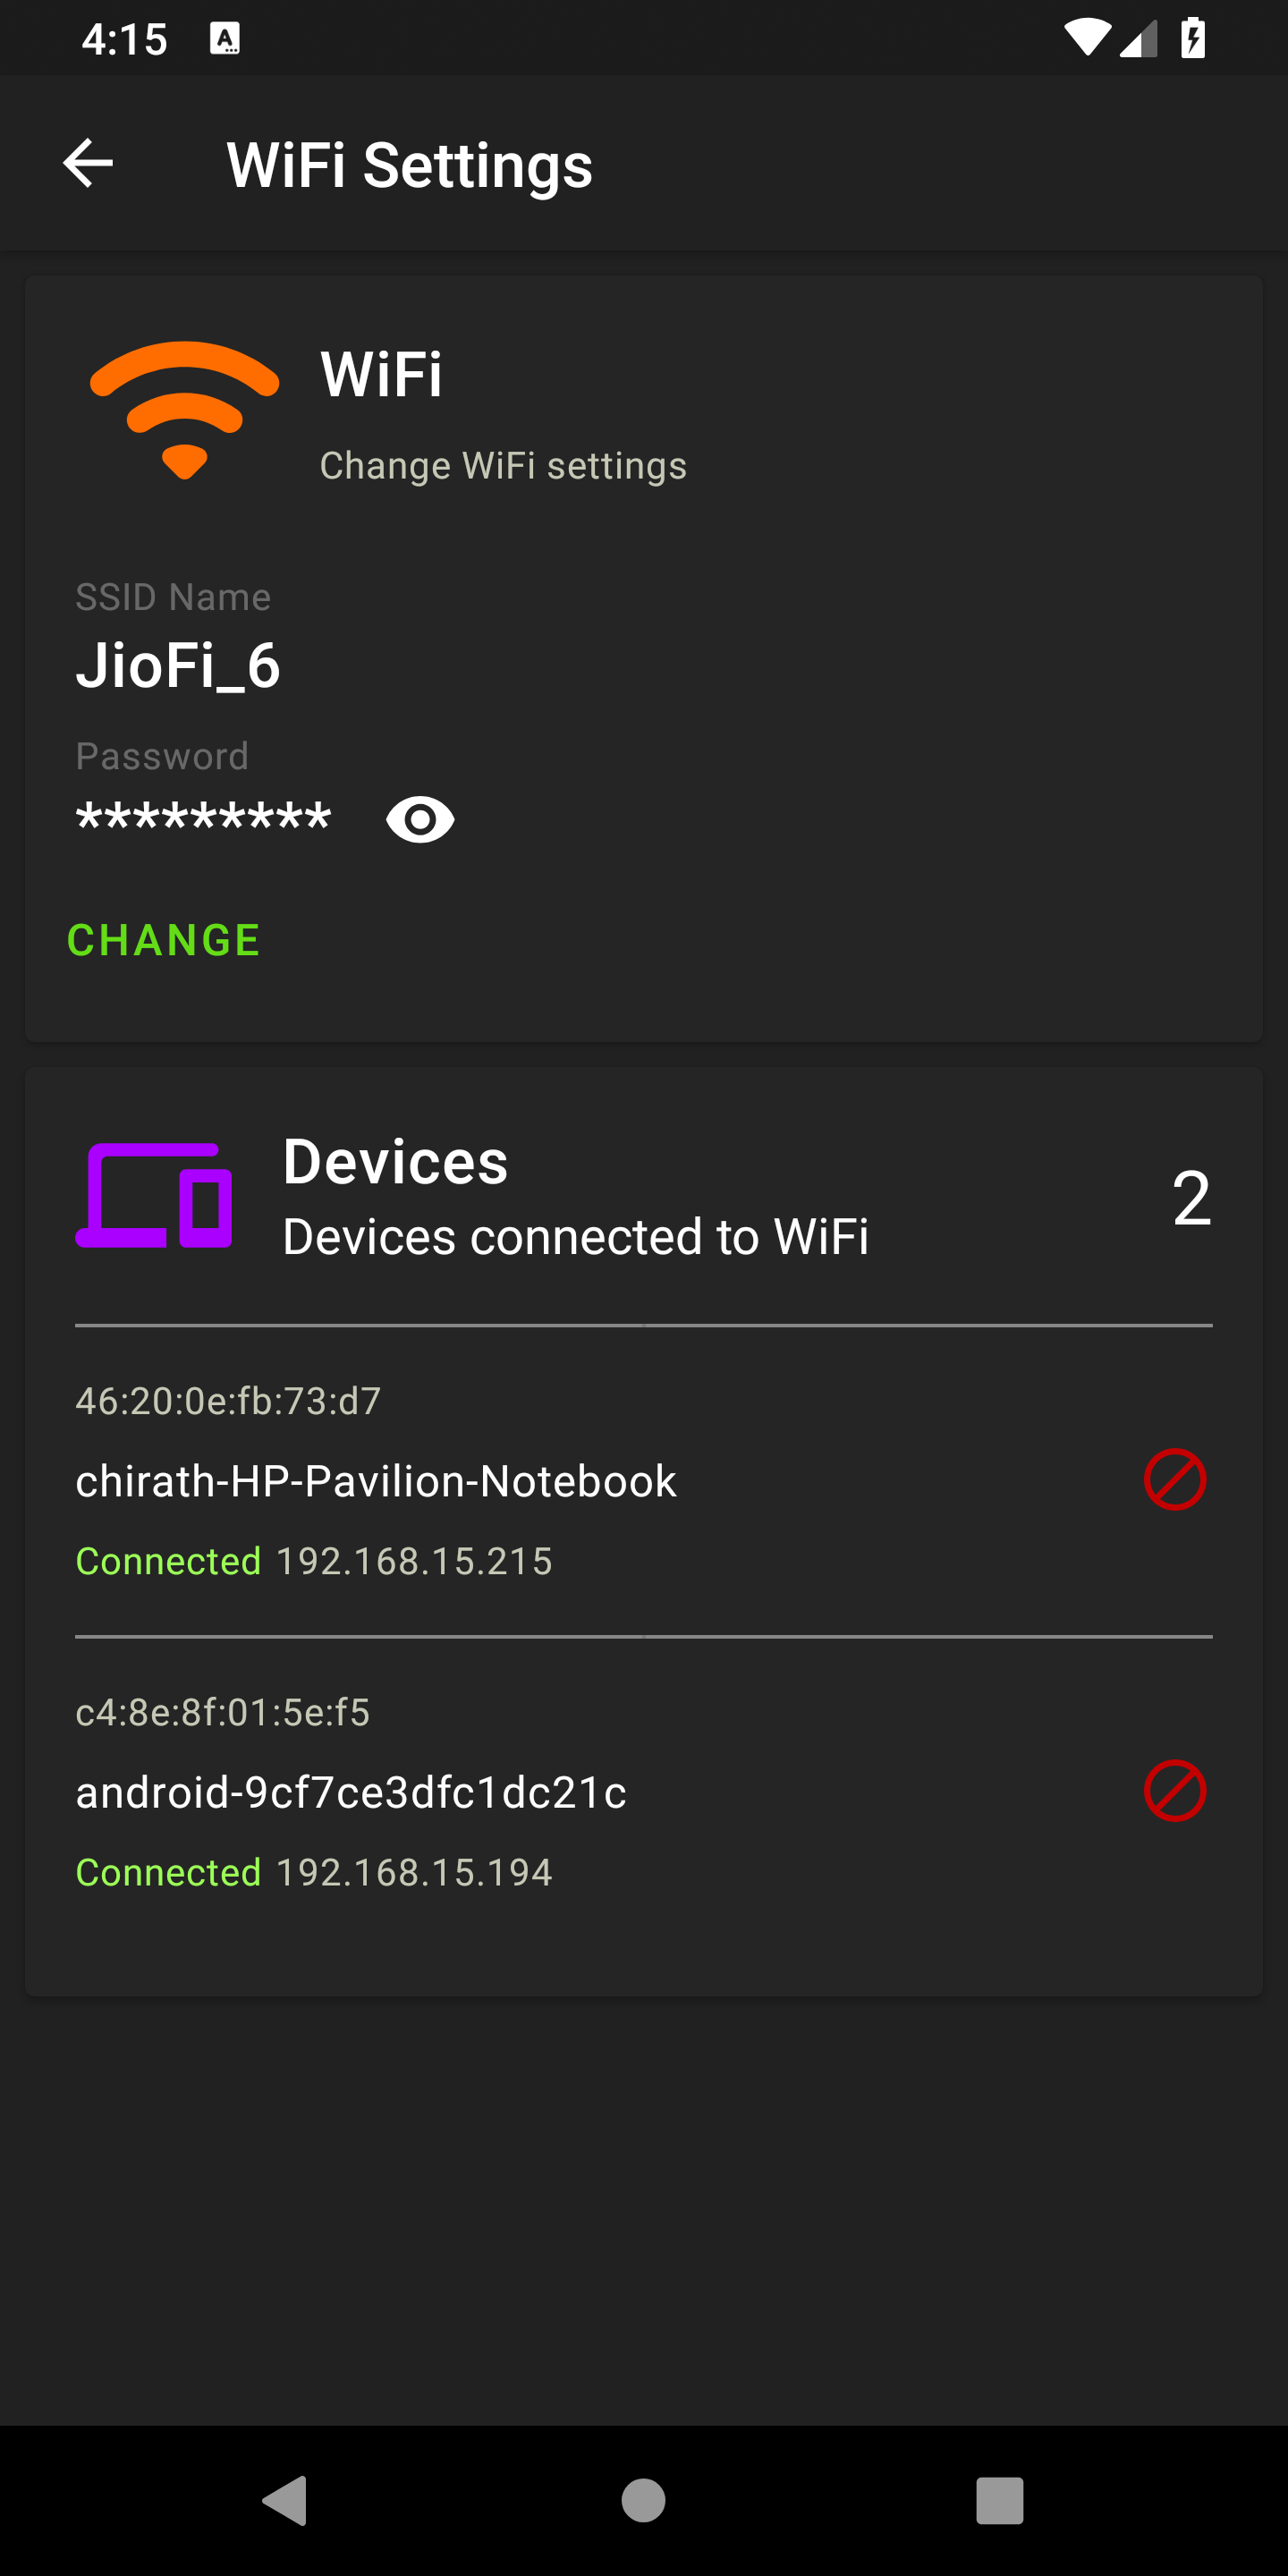 4:15
WiFi Settings
WiFi
Change WiFi settings
SSID Name
JioFi_6
Password
*********
CHANGE
Devices
Devices connected to WiFi
2
46:20:0e:fb:73:d7
chirath-HP-Pavilion-Notebook
Connected 192.168.15.215
c4:8e:8f:01:5e:f5
android-9cf7ce3dfc1dc21c
Connected 192.168.15.194